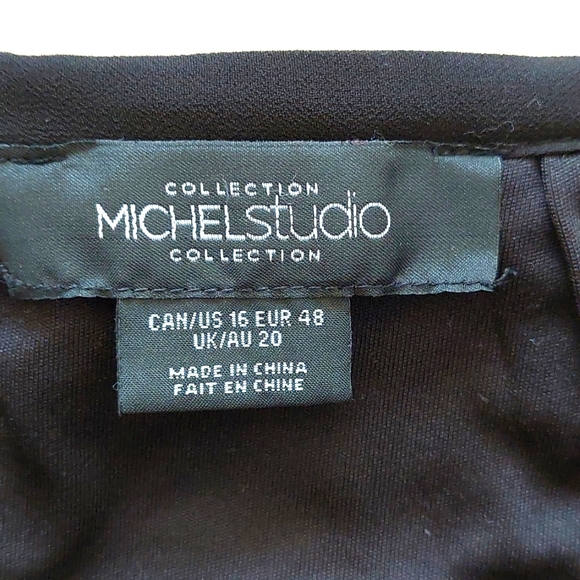 COLLECTION
MICHELstudio
COLLECTION
CAN/US 16 EUR 48
UK/AU 20
MADE IN CHINA
FAIT EN CHINE